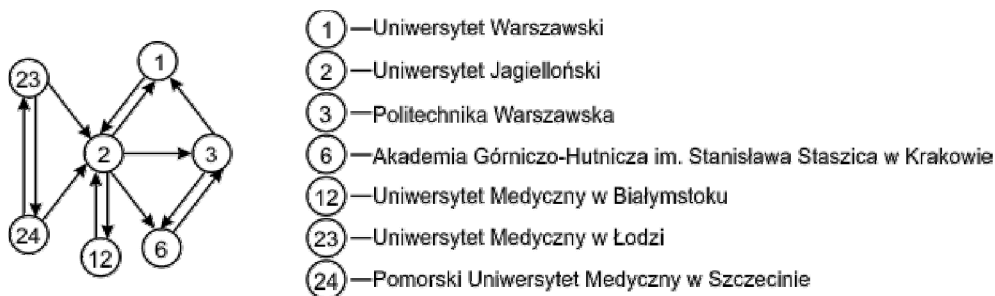 1 — Uniwersytet Warszawski
2 — Uniwersytet Jagielloński
3 — Politechnika Warszawska
6 — Akademia Górniczo-Hutnicza im. Stanisława Staszica w Krakowie
12 — Uniwersytet Medyczny w Białymstoku
23 — Uniwersytet Medyczny w Łodzi
24 — Pomorski Uniwersytet Medyczny w Szczecinie
1
23
2
3
24
12
6